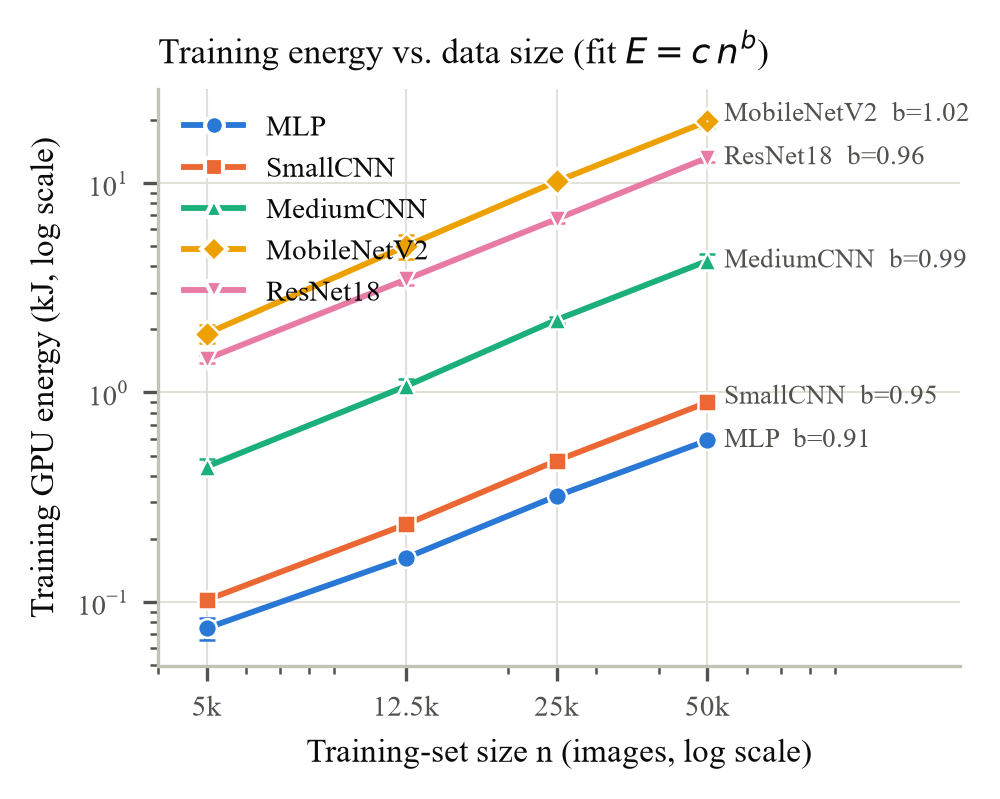 Training energy vs. data size (fit E = c n^b)
MLP
SmallCNN
MediumCNN
MobileNetV2
ResNet18
MobileNetV2 b=1.02
ResNet18 b=0.96
MediumCNN b=0.99
SmallCNN b=0.95
MLP b=0.91
Training GPU energy (kJ, log scale)
10^1
10^0
10^−1
5k 12.5k 25k 50k
Training-set size n (images, log scale)